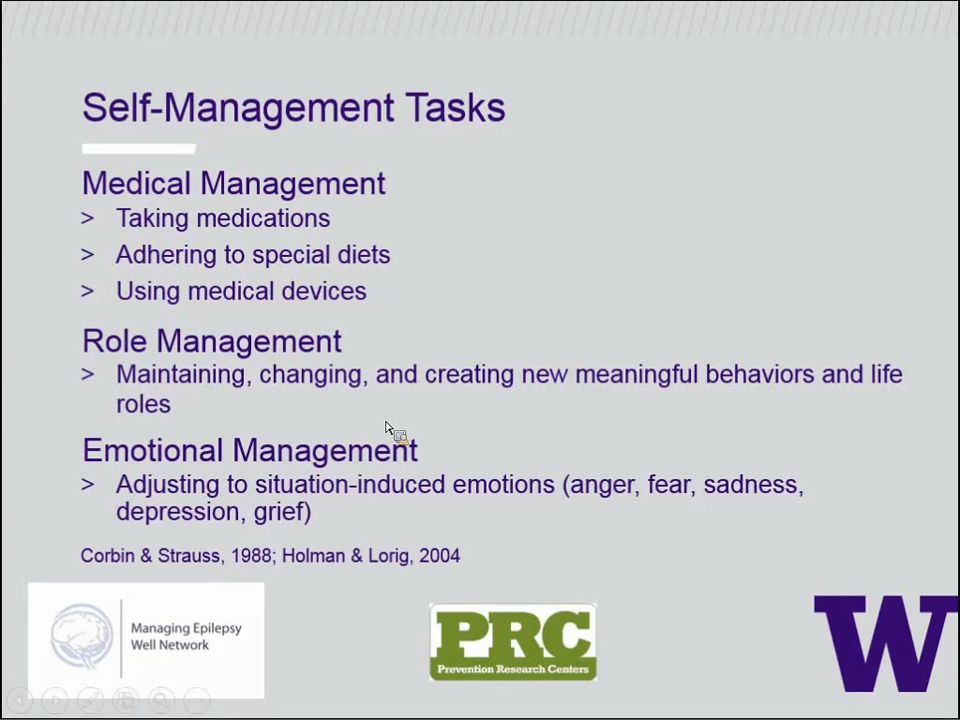 Self-Management Tasks
Medical Management
> Taking medications
> Adhering to special diets
> Using medical devices
Role Management
> Maintaining, changing, and creating new meaningful behaviors and life
roles
Emotional Management
> Adjusting to situation-induced emotions (anger, fear, sadness,
depression, grief)
Corbin & Strauss, 1988; Holman & Lorig, 2004
Managing Epilepsy
Well Network
PRC
Prevention Research Centers
W